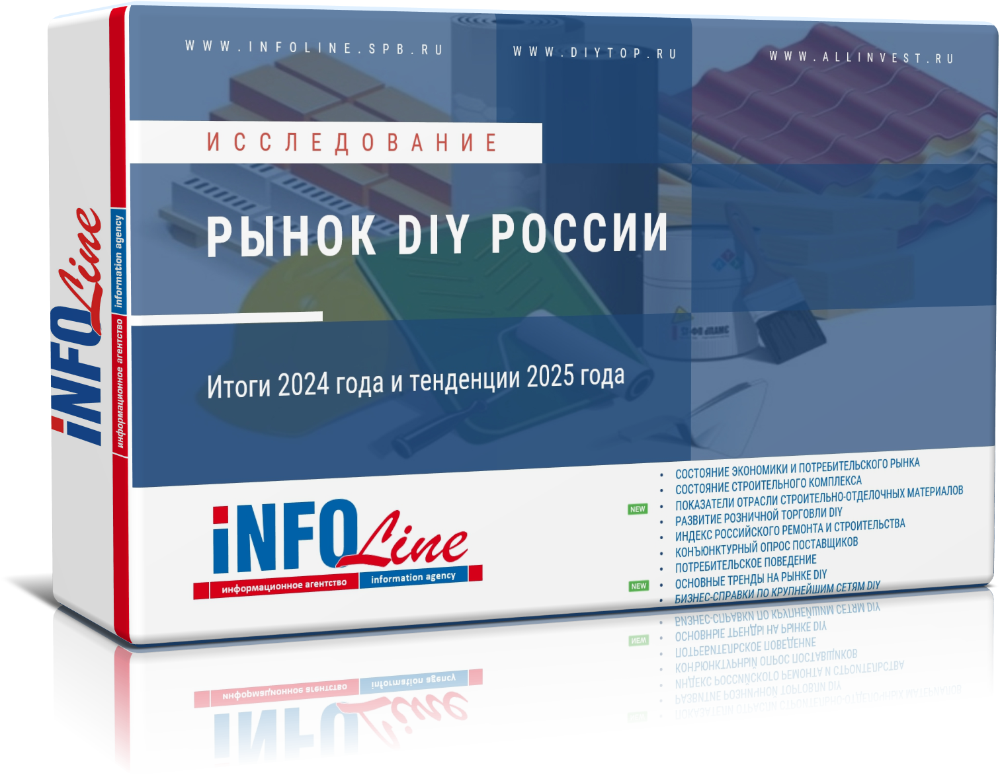 WWW.INFOLINE.SPB.RU
WWW.DIYTOP.RU
WWW.ALLINVEST.RU
ИССЛЕДОВАНИЕ
РЫНОК DIY РОССИИ
Итоги 2024 года и тенденции 2025 года
• СОСТОЯНИЕ ЭКОНОМИКИ И ПОТРЕБИТЕЛЬСКОГО РЫНКА
• СОСТОЯНИЕ СТРОИТЕЛЬНОГО КОМПЛЕКСА
NEW • ПОКАЗАТЕЛИ ОТРАСЛИ СТРОИТЕЛЬНО-ОТДЕЛОЧНЫХ МАТЕРИАЛОВ
• РАЗВИТИЕ РОЗНИЧНОЙ ТОРГОВЛИ DIY
• ИНДЕКС РОССИЙСКОГО РЕМОНТА И СТРОИТЕЛЬСТВА
• КОНЪЮНКТУРНЫЙ ОПРОС ПОСТАВЩИКОВ
• ПОТРЕБИТЕЛЬСКОЕ ПОВЕДЕНИЕ
NEW • ОСНОВНЫЕ ТРЕНДЫ НА РЫНКЕ DIY
• БИЗНЕС-СПРАВКИ ПО КРУПНЕЙШИМ СЕТЯМ DIY
iNFOLine
информационное агентство information agency
iNFOLine
информационное агентство information agency